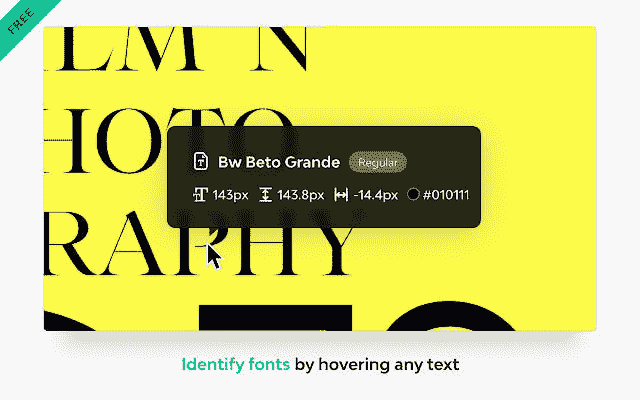 FREE
ILM N
HOTO
RAPHY
Bw Beto Grande Regular
143px 143.8px -14.4px #010111
Identify fonts by hovering any text